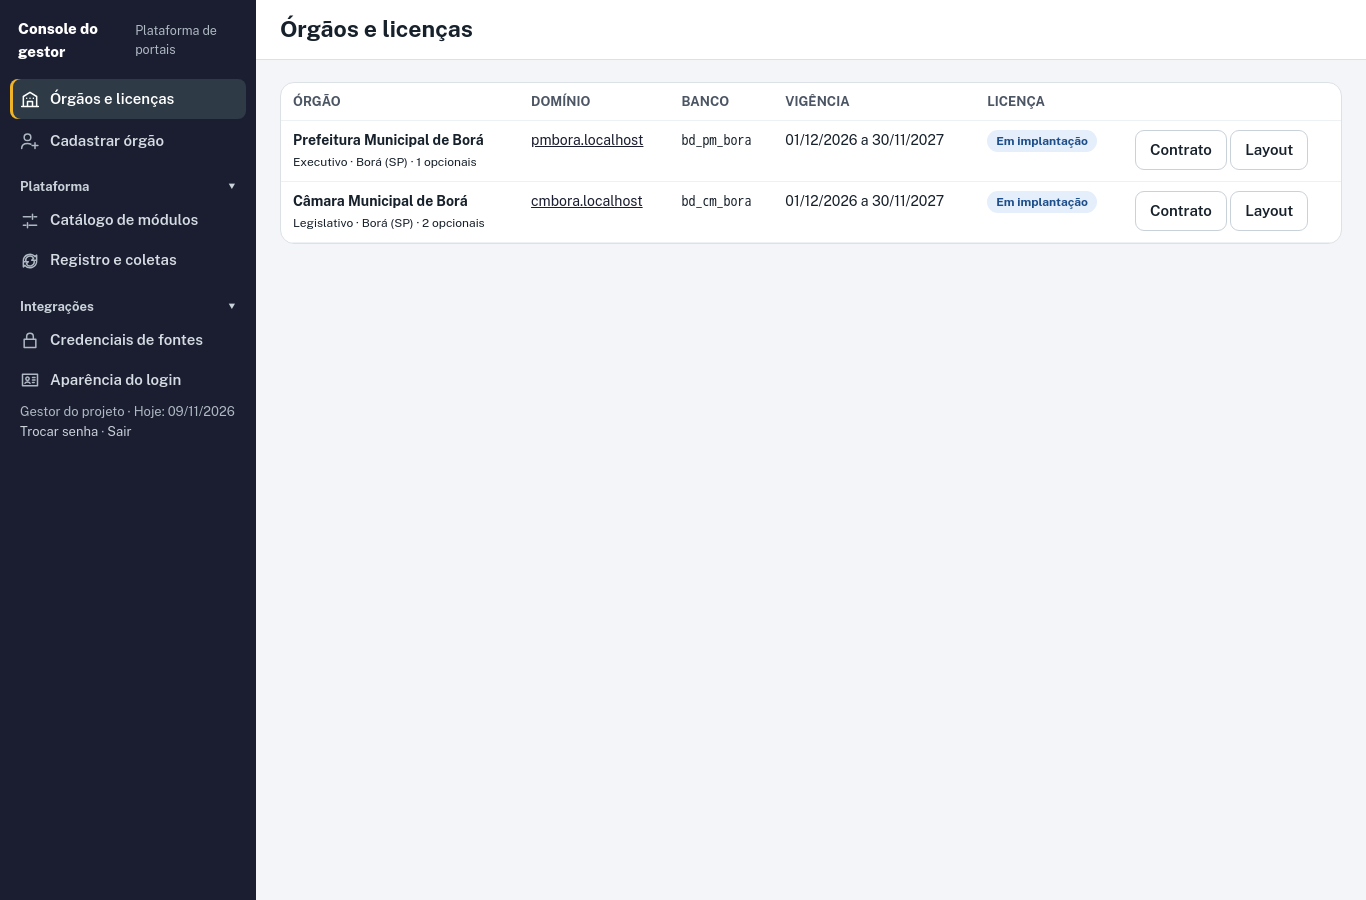 Console do gestor
Plataforma de portais
Órgãos e licenças
Cadastrar órgão
Plataforma ▼
Catálogo de módulos
Registro e coletas
Integrações ▼
Credenciais de fontes
Aparência do login
Gestor do projeto · Hoje: 09/11/2026
Trocar senha · Sair
Órgãos e licenças
ÓRGÃO DOMÍNIO BANCO VIGÊNCIA LICENÇA
Prefeitura Municipal de Borá pmbora.localhost bd_pm_bora 01/12/2026 a 30/11/2027 Em implantação Contrato Layout
Executivo · Borá (SP) · 1 opcionais
Câmara Municipal de Borá cmbora.localhost bd_cm_bora 01/12/2026 a 30/11/2027 Em implantação Contrato Layout
Legislativo · Borá (SP) · 2 opcionais